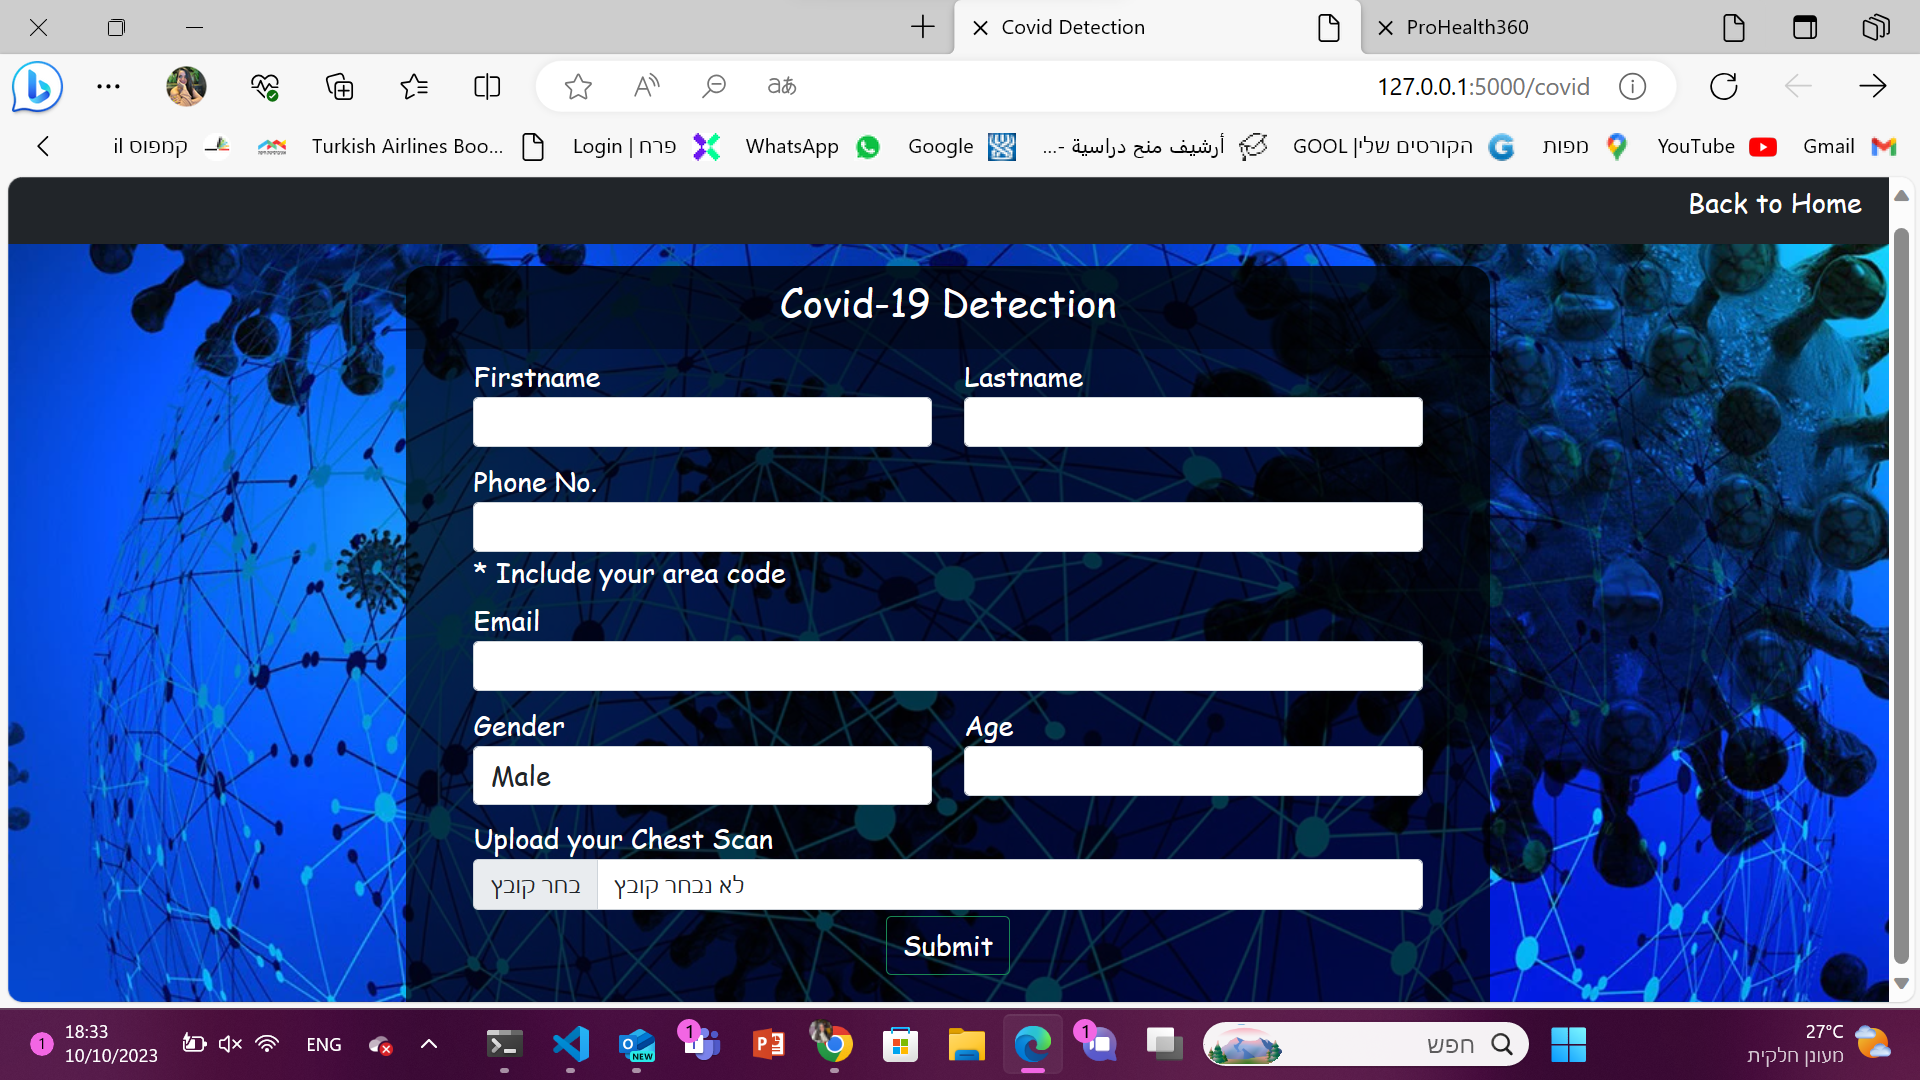 Covid Detection
ProHealth360
127.0.0.1:5000/covid
קמפוס il
Turkish Airlines Boo...
Login | פרח
WhatsApp
Google
أرشيف منح دراسية -...
הקורסים שלי| GOOL
מפות
YouTube
Gmail
Back to Home
Covid-19 Detection
Firstname
Lastname
Phone No.
* Include your area code
Email
Gender
Age
Male
Upload your Chest Scan
בחר קובץ
לא נבחר קובץ
Submit
1
18:33
10/10/2023
ENG
NEW
1
1
חפש
27°C
מעונן חלקית